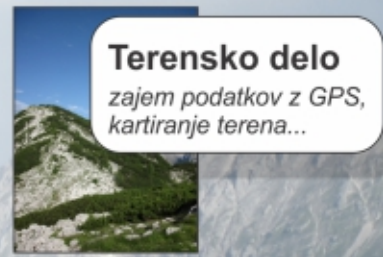 Terensko delo
zajem podatkov z GPS,
kartiranje terena...